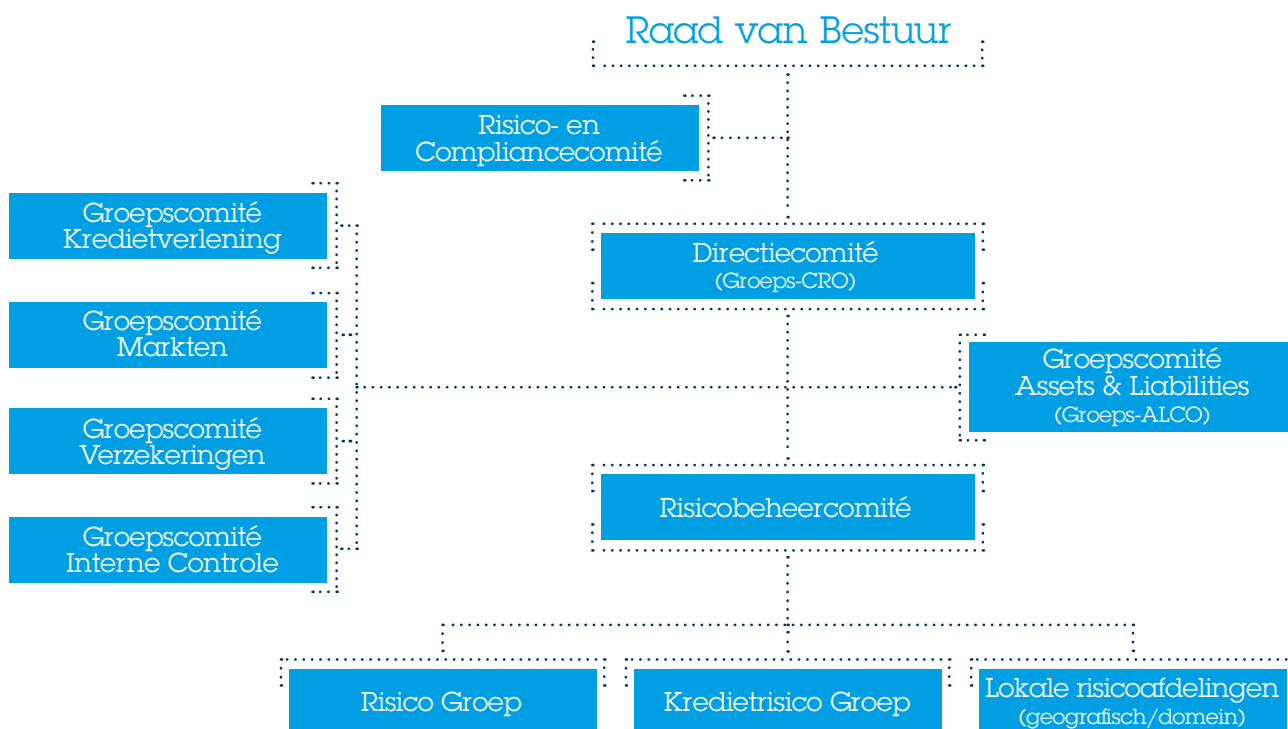 Raad van Bestuur
Risico- en
Compliancecomité
Groepscomité
Kredietverlening
Directiecomité
(Groeps-CRO)
Groepscomité
Markten
Groepscomité
Assets & Liabilities
(Groeps-ALCO)
Groepscomité
Verzekeringen
Risicobeheercomité
Groepscomité
Interne Controle
Risico Groep
Kredietrisico Groep
Lokale risicoafdelingen
(geografisch/domein)